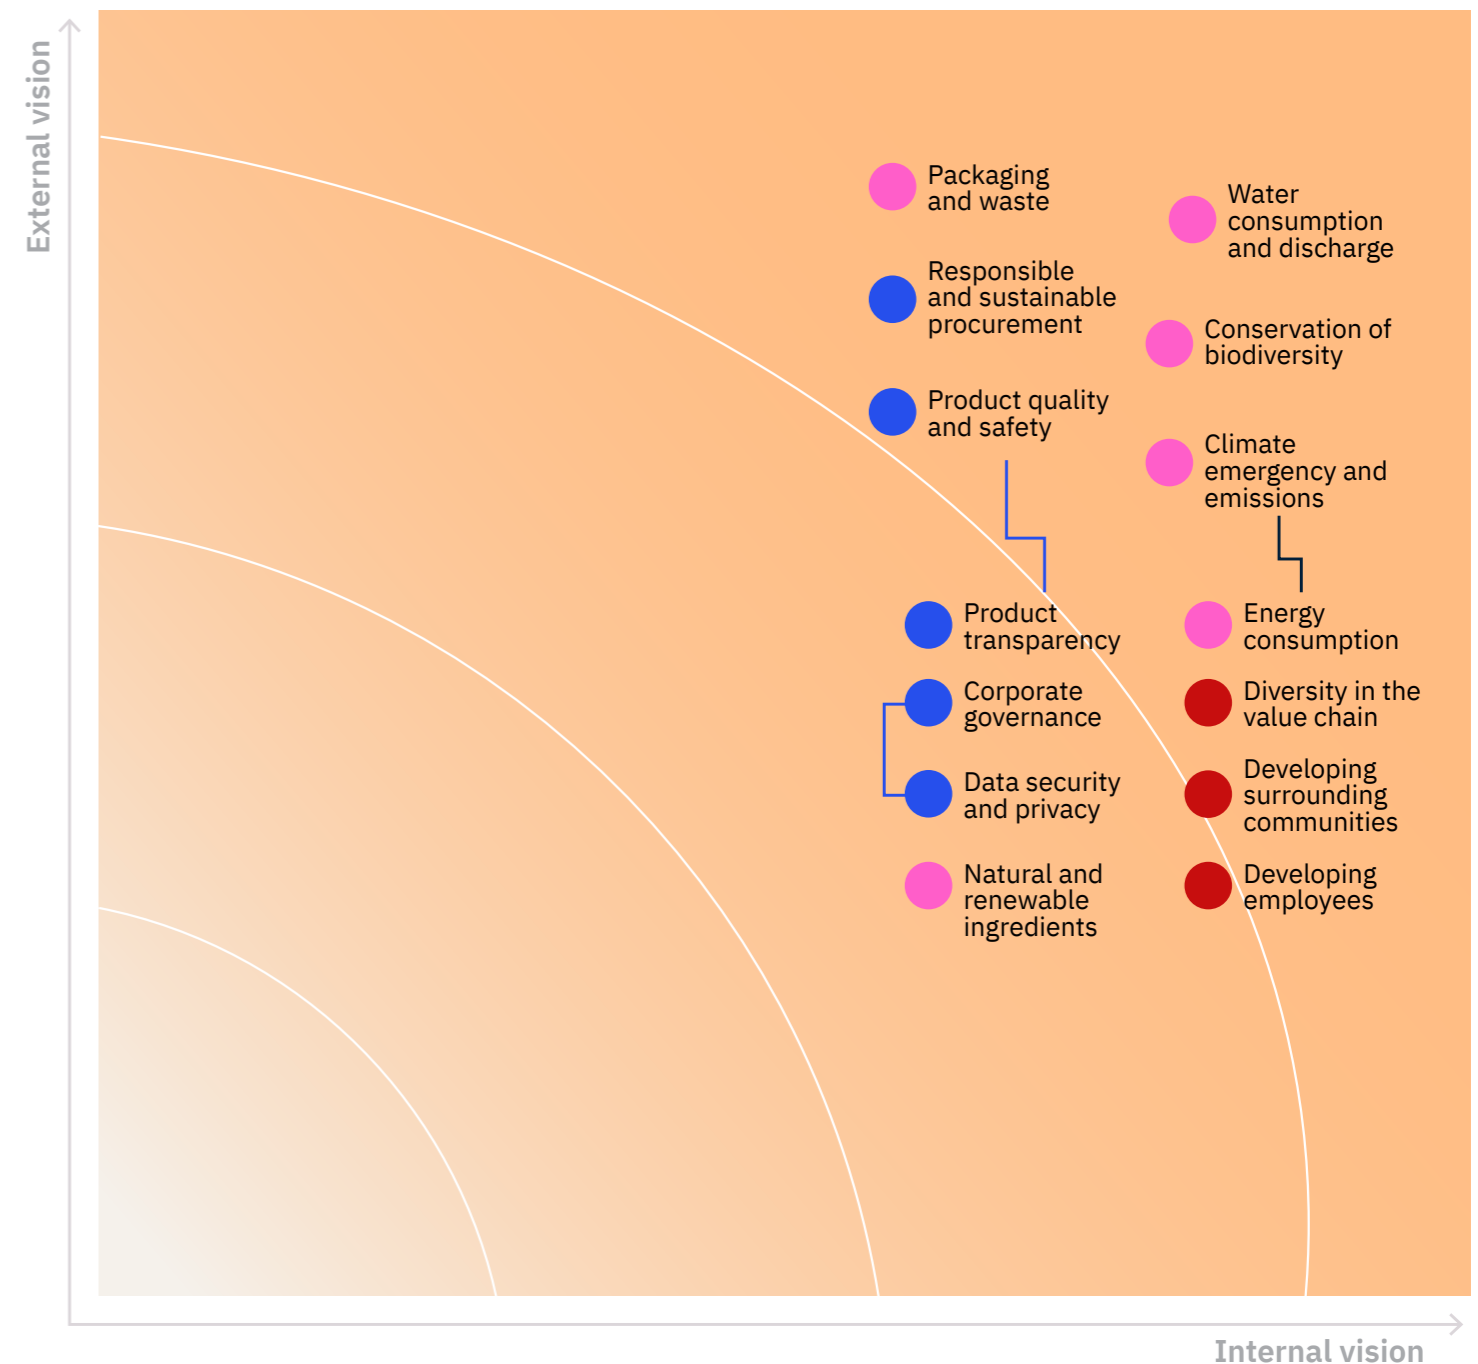 External vision
Packaging
and waste
Responsible
and sustainable
procurement
Product quality
and safety
Water
consumption
and discharge
Conservation of
biodiversity
Climate
emergency and
emissions
Product
transparency
Corporate
governance
Data security
and privacy
Natural and
renewable
ingredients
Energy
consumption
Diversity in the
value chain
Developing
surrounding
communities
Developing
employees
Internal vision